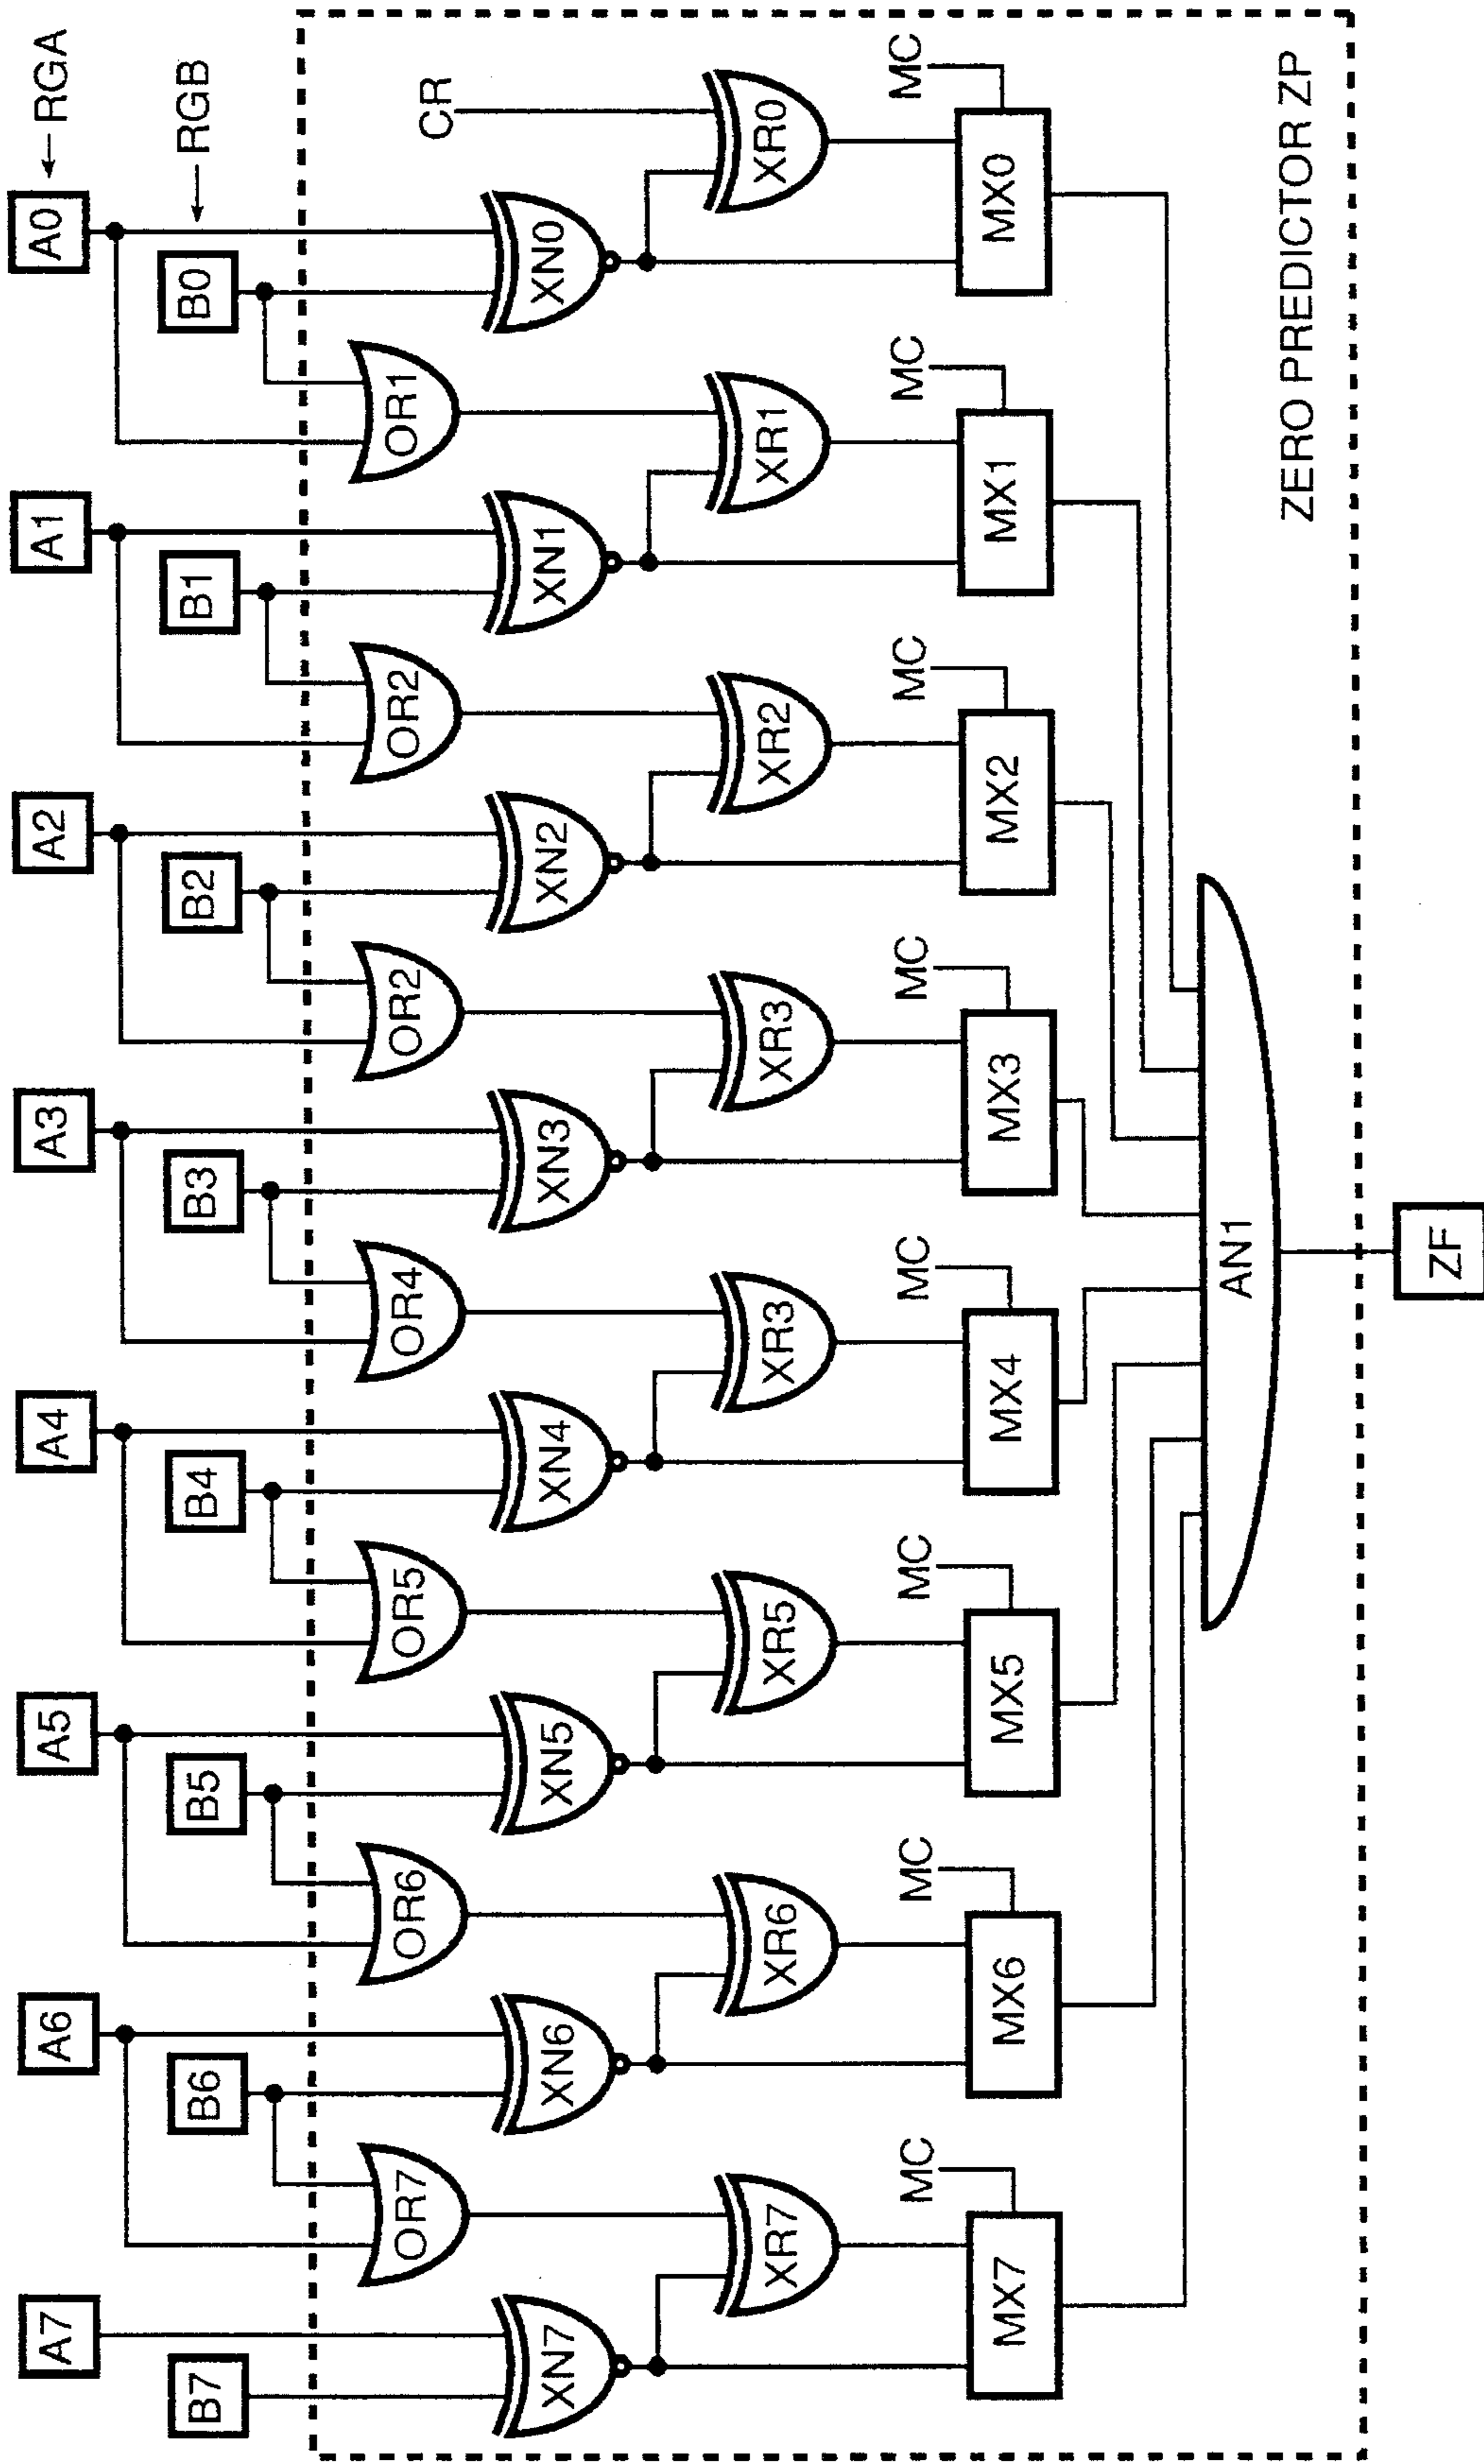 A7 A6 A5 A4 A3 A2 A1 A0 ←RGA
B7 B6 B5 B4 B3 B2 B1 B0 ←RGB
OR7 OR6 OR5 OR4 OR2 OR2 OR1
CR
XN7 XN6 XN5 XN4 XN3 XN2 XN1 XN0
XR7 XR6 XR5 XR3 XR3 XR2 XR1 XR0
MC MC MC MC MC MC MC MC
MX7 MX6 MX5 MX4 MX3 MX2 MX1 MX0
AN1
ZERO PREDICTOR ZP
ZF